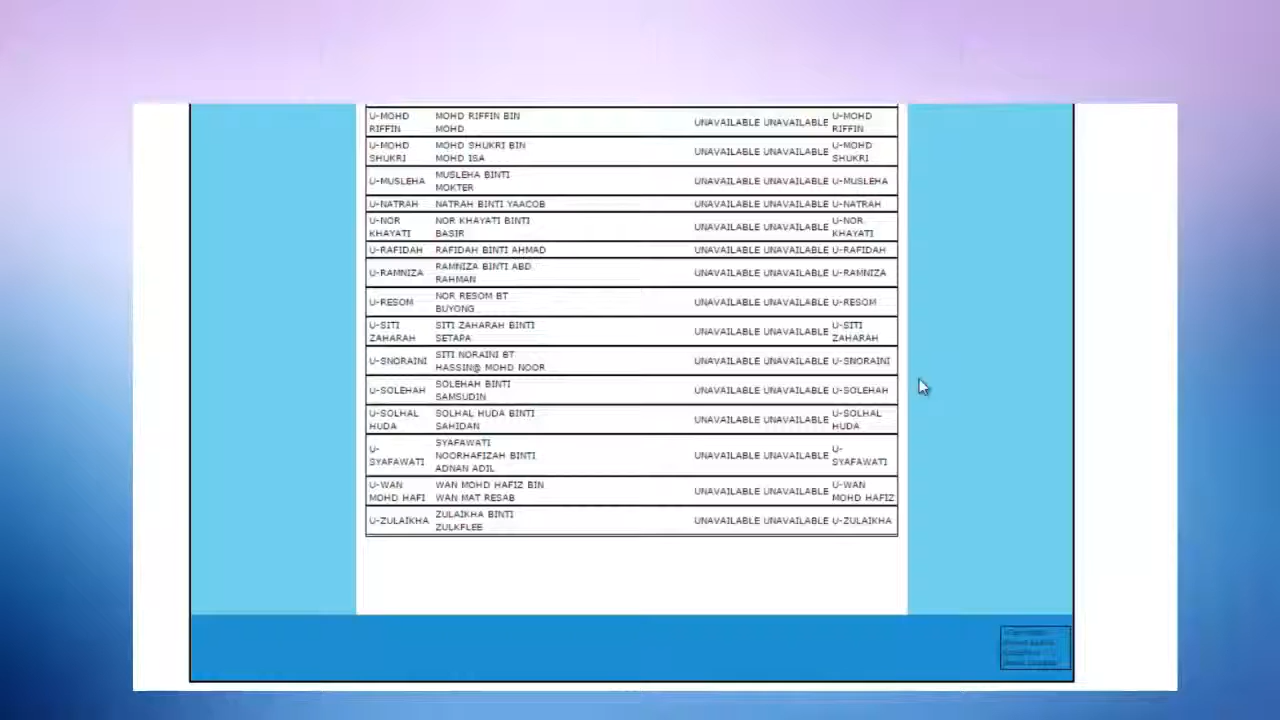 U-MOHD RIFFIN MOHD RIFFIN BIN MOHD UNAVAILABLE UNAVAILABLE U-MOHD RIFFIN
U-MOHD SHUKRI MOHD SHUKRI BIN MOHD ISA UNAVAILABLE UNAVAILABLE U-MOHD SHUKRI
U-MUSLEHA MUSLEHA BINTI MOKTER UNAVAILABLE UNAVAILABLE U-MUSLEHA
U-NATRAH NATRAH BINTI YAACOB UNAVAILABLE UNAVAILABLE U-NATRAH
U-NOR KHAYATI NOR KHAYATI BINTI BASIR UNAVAILABLE UNAVAILABLE U-NOR KHAYATI
U-RAFIDAH RAFIDAH BINTI AHMAD UNAVAILABLE UNAVAILABLE U-RAFIDAH
U-RAMNIZA RAMNIZA BINTI ABD RAHMAN UNAVAILABLE UNAVAILABLE U-RAMNIZA
U-RESOM NOR RESOM BT BUYONG UNAVAILABLE UNAVAILABLE U-RESOM
U-SITI ZAHARAH SITI ZAHARAH BINTI SETAPA UNAVAILABLE UNAVAILABLE U-SITI ZAHARAH
U-SNORAINI SITI NORAINI BT HASSIN@ MOHD NOOR UNAVAILABLE UNAVAILABLE U-SNORAINI
U-SOLEHAH SOLEHAH BINTI SAMSUDIN UNAVAILABLE UNAVAILABLE U-SOLEHAH
U-SOLHAL HUDA SOLHAL HUDA BINTI SAHIDAN UNAVAILABLE UNAVAILABLE U-SOLHAL HUDA
U-SYAFAWATI SYAFAWATI NOORHAFIZAH BINTI ADNAN ADIL UNAVAILABLE UNAVAILABLE U-SYAFAWATI
U-WAN MOHD HAFI WAN MOHD HAFIZ BIN WAN MAT RESAB UNAVAILABLE UNAVAILABLE U-WAN MOHD HAFIZ
U-ZULAIKHA ZULAIKHA BINTI ZULKFLEE UNAVAILABLE UNAVAILABLE U-ZULAIKHA